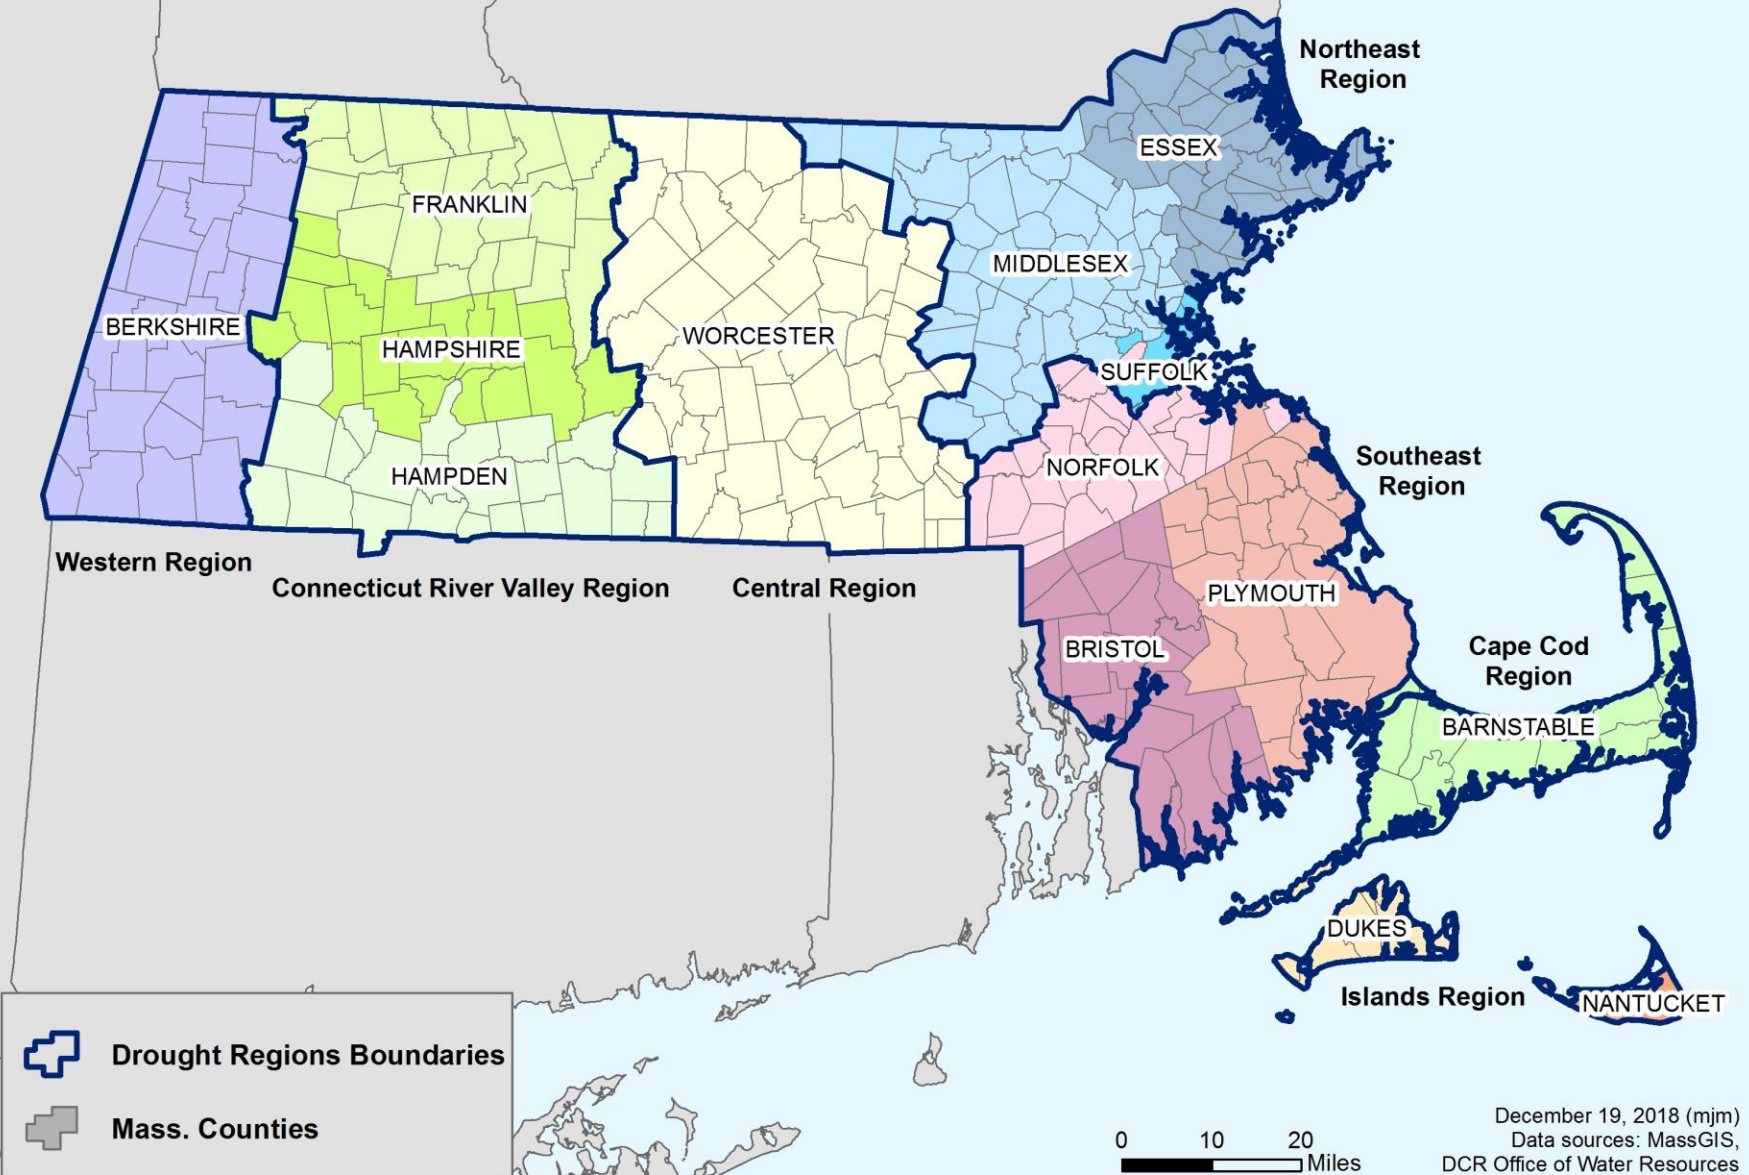 Northeast
Region
ESSEX
FRANKLIN
MIDDLESEX
BERKSHIRE
HAMPSHIRE
WORCESTER
SUFFOLK
HAMPDEN
NORFOLK
Southeast
Region
Western Region
Connecticut River Valley Region
Central Region
PLYMOUTH
BRISTOL
Cape Cod
Region
BARNSTABLE
DUKES
Islands Region
NANTUCKET
Drought Regions Boundaries
Mass. Counties
0 10 20
Miles
December 19, 2018 (mjm)
Data sources: MassGIS,
DCR Office of Water Resources